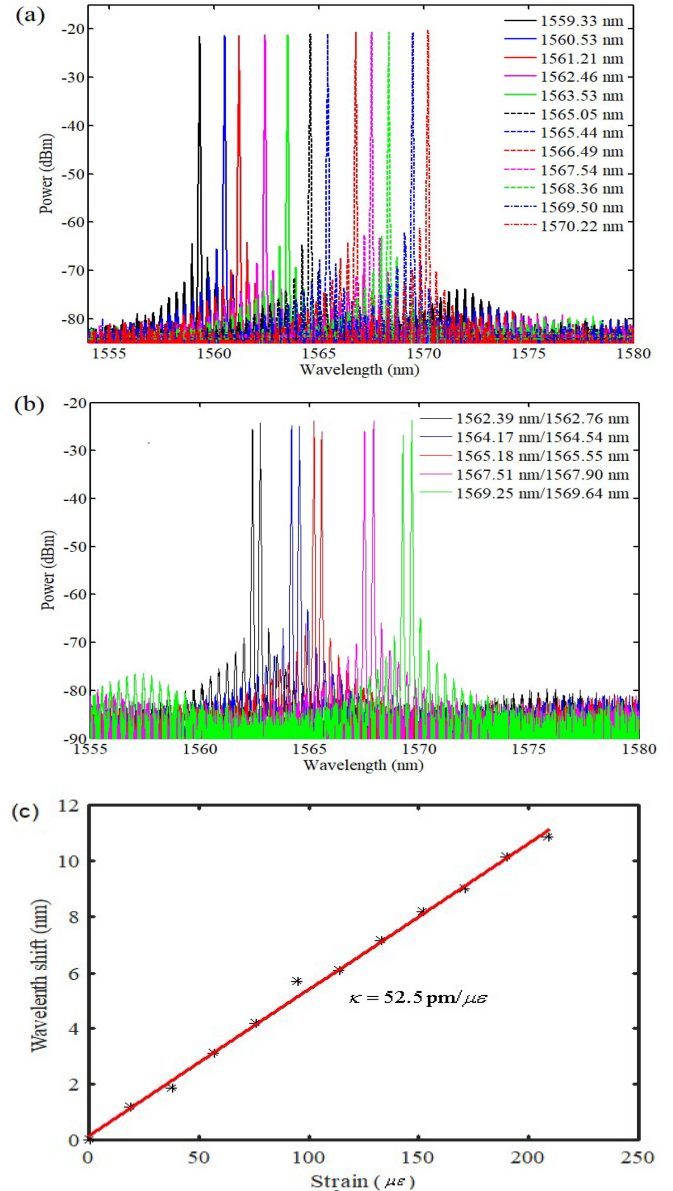 (a)
-20
-30
-40
-50
-60
-70
-80
Power (dBm)
1559.33 nm
1560.53 nm
1561.21 nm
1562.46 nm
1563.53 nm
1565.05 nm
1565.44 nm
1566.49 nm
1567.54 nm
1568.36 nm
1569.50 nm
1570.22 nm
1555 1560 1565 1570 1575 1580
Wavelength (nm)
(b)
-20
-30
-40
-50
-60
-70
-80
-90
Power (dBm)
1562.39 nm/1562.76 nm
1564.17 nm/1564.54 nm
1565.18 nm/1565.55 nm
1567.51 nm/1567.90 nm
1569.25 nm/1569.64 nm
1555 1560 1565 1570 1575 1580
Wavelength (nm)
(c)
12
10
8
6
4
2
0
Wavelenth shift (nm)
κ = 52.5 pm/με
0 50 100 150 200 250
Strain (με)